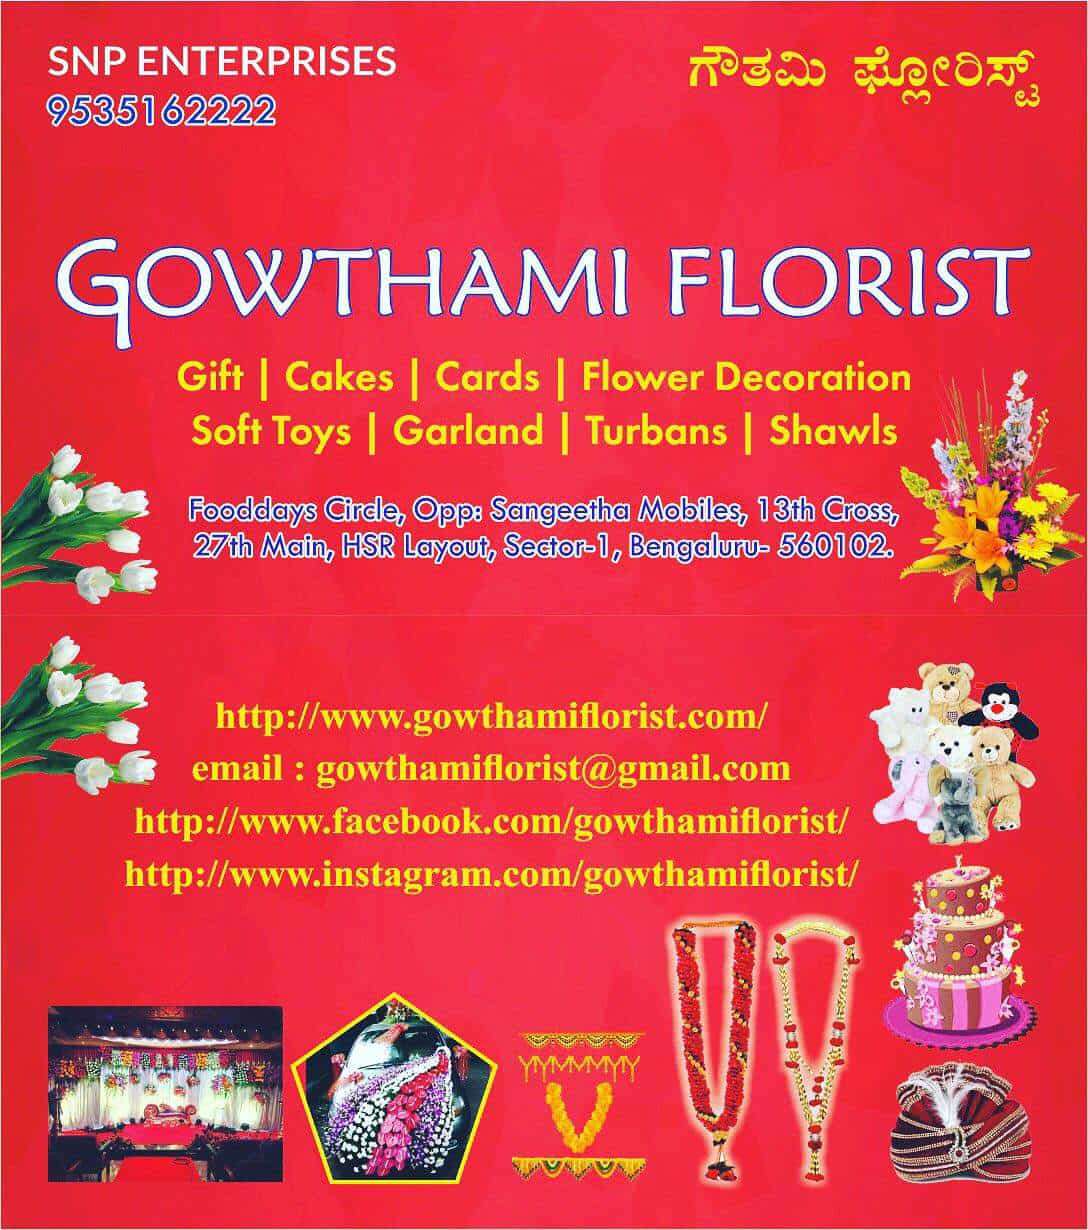 SNP ENTERPRISES
9535162222
ಗೌತಮಿ ಫ್ಲೋರಿಸ್ಟ್
GOWTHAMI FLORIST
Gift | Cakes | Cards | Flower Decoration
Soft Toys | Garland | Turbans | Shawls
Fooddays Circle, Opp: Sangeetha Mobiles, 13th Cross,
27th Main, HSR Layout, Sector-1, Bengaluru- 560102.
http://www.gowthamiflorist.com/
email : gowthamiflorist@gmail.com
http://www.facebook.com/gowthamiflorist/
http://www.instagram.com/gowthamiflorist/